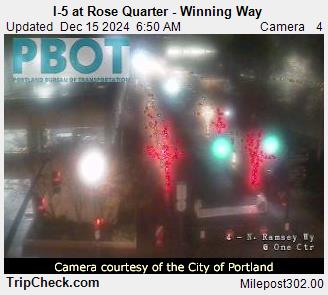 I-5 at Rose Quarter - Winning Way
Updated Dec 15 2024 6:50 AM Camera 4
PBOT
PORTLAND BUREAU OF TRANSPORTATION
4 - N. Ramsey Wy
@ One Ctr
Camera courtesy of the City of Portland
TripCheck.com Milepost302.00